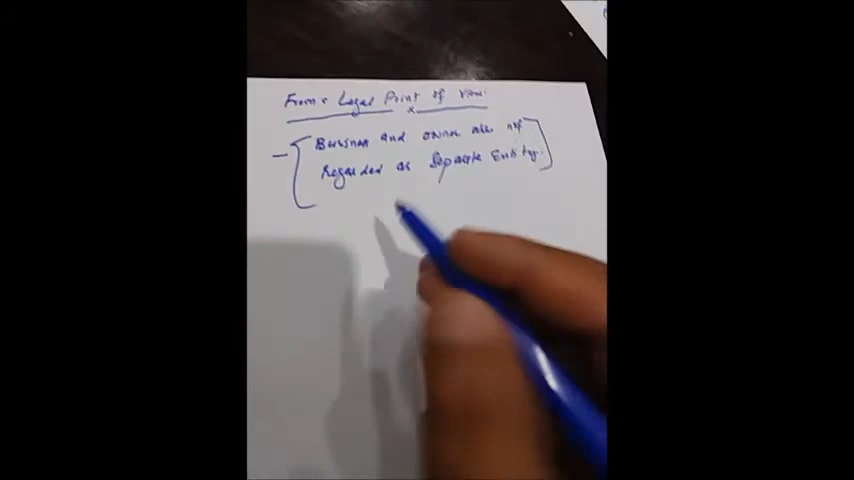 From a Legal Point of View.
Business and owner are not
Regarded as Separate Entity.